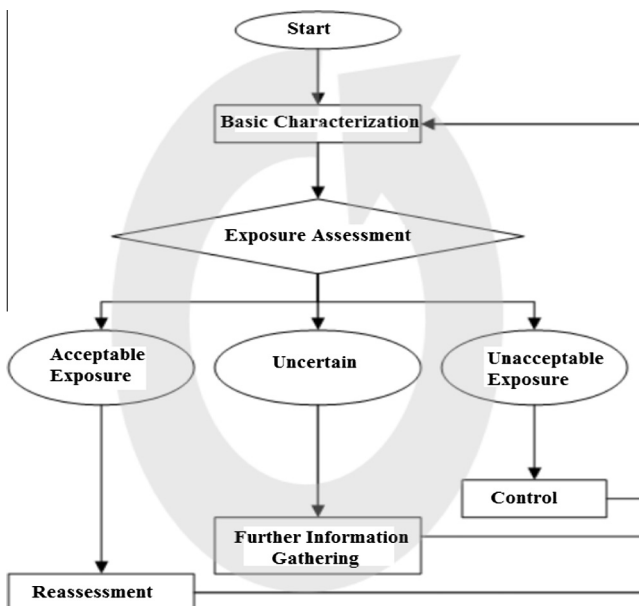 Start
Basic Characterization
Exposure Assessment
Acceptable
Exposure
Uncertain
Unacceptable
Exposure
Control
Further Information
Gathering
Reassessment